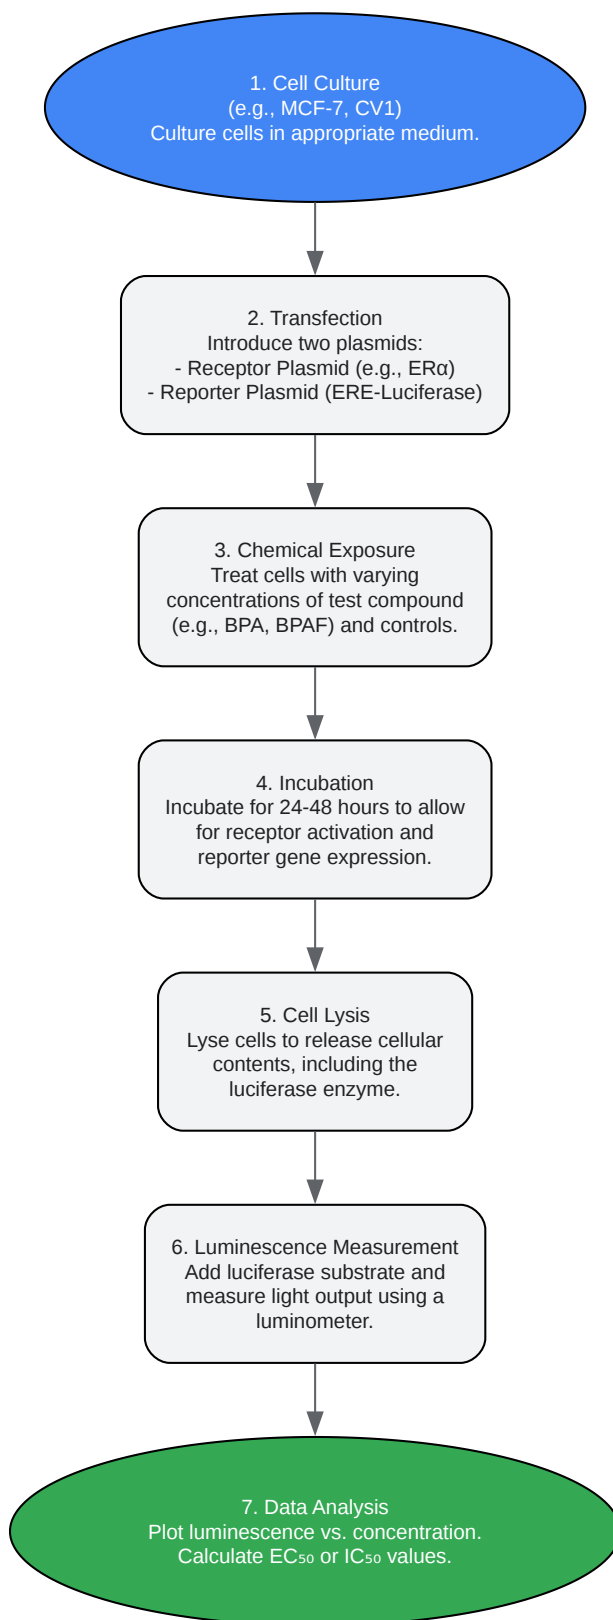 1. Cell Culture
(e.g., MCF-7, CV1)
Culture cells in appropriate medium.
2. Transfection
Introduce two plasmids:
- Receptor Plasmid (e.g., ERα)
- Reporter Plasmid (ERE-Luciferase)
3. Chemical Exposure
Treat cells with varying
concentrations of test compound
(e.g., BPA, BPAF) and controls.
4. Incubation
Incubate for 24-48 hours to allow
for receptor activation and
reporter gene expression.
5. Cell Lysis
Lyse cells to release cellular
contents, including the
luciferase enzyme.
6. Luminescence Measurement
Add luciferase substrate and
measure light output using a
luminometer.
7. Data Analysis
Plot luminescence vs. concentration.
Calculate EC₅₀ or IC₅₀ values.